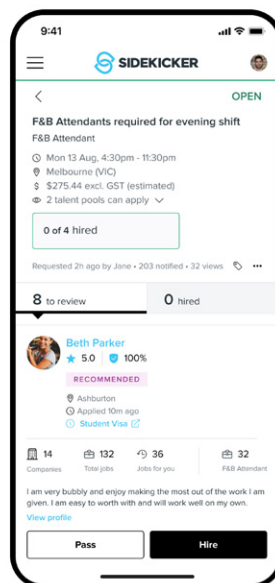 9:41
SIDEKICKER
OPEN
F&B Attendants required for evening shift
F&B Attendant
Mon 13 Aug, 4:30pm - 11:30pm
Melbourne (VIC)
$ $275.44 excl. GST (estimated)
2 talent pools can apply
0 of 4 hired
Requested 2h ago by Jane • 203 notified • 32 views
8 to review
0 hired
Beth Parker
5.0 100%
RECOMMENDED
Ashburton
Applied 10m ago
Student Visa
14 132 36 32
Companies Total jobs Jobs for you F&B Attendant
I am very bubbly and enjoy making the most out of the work I am
given. I am easy to worth with and will work well on my own.
View profile
Pass Hire